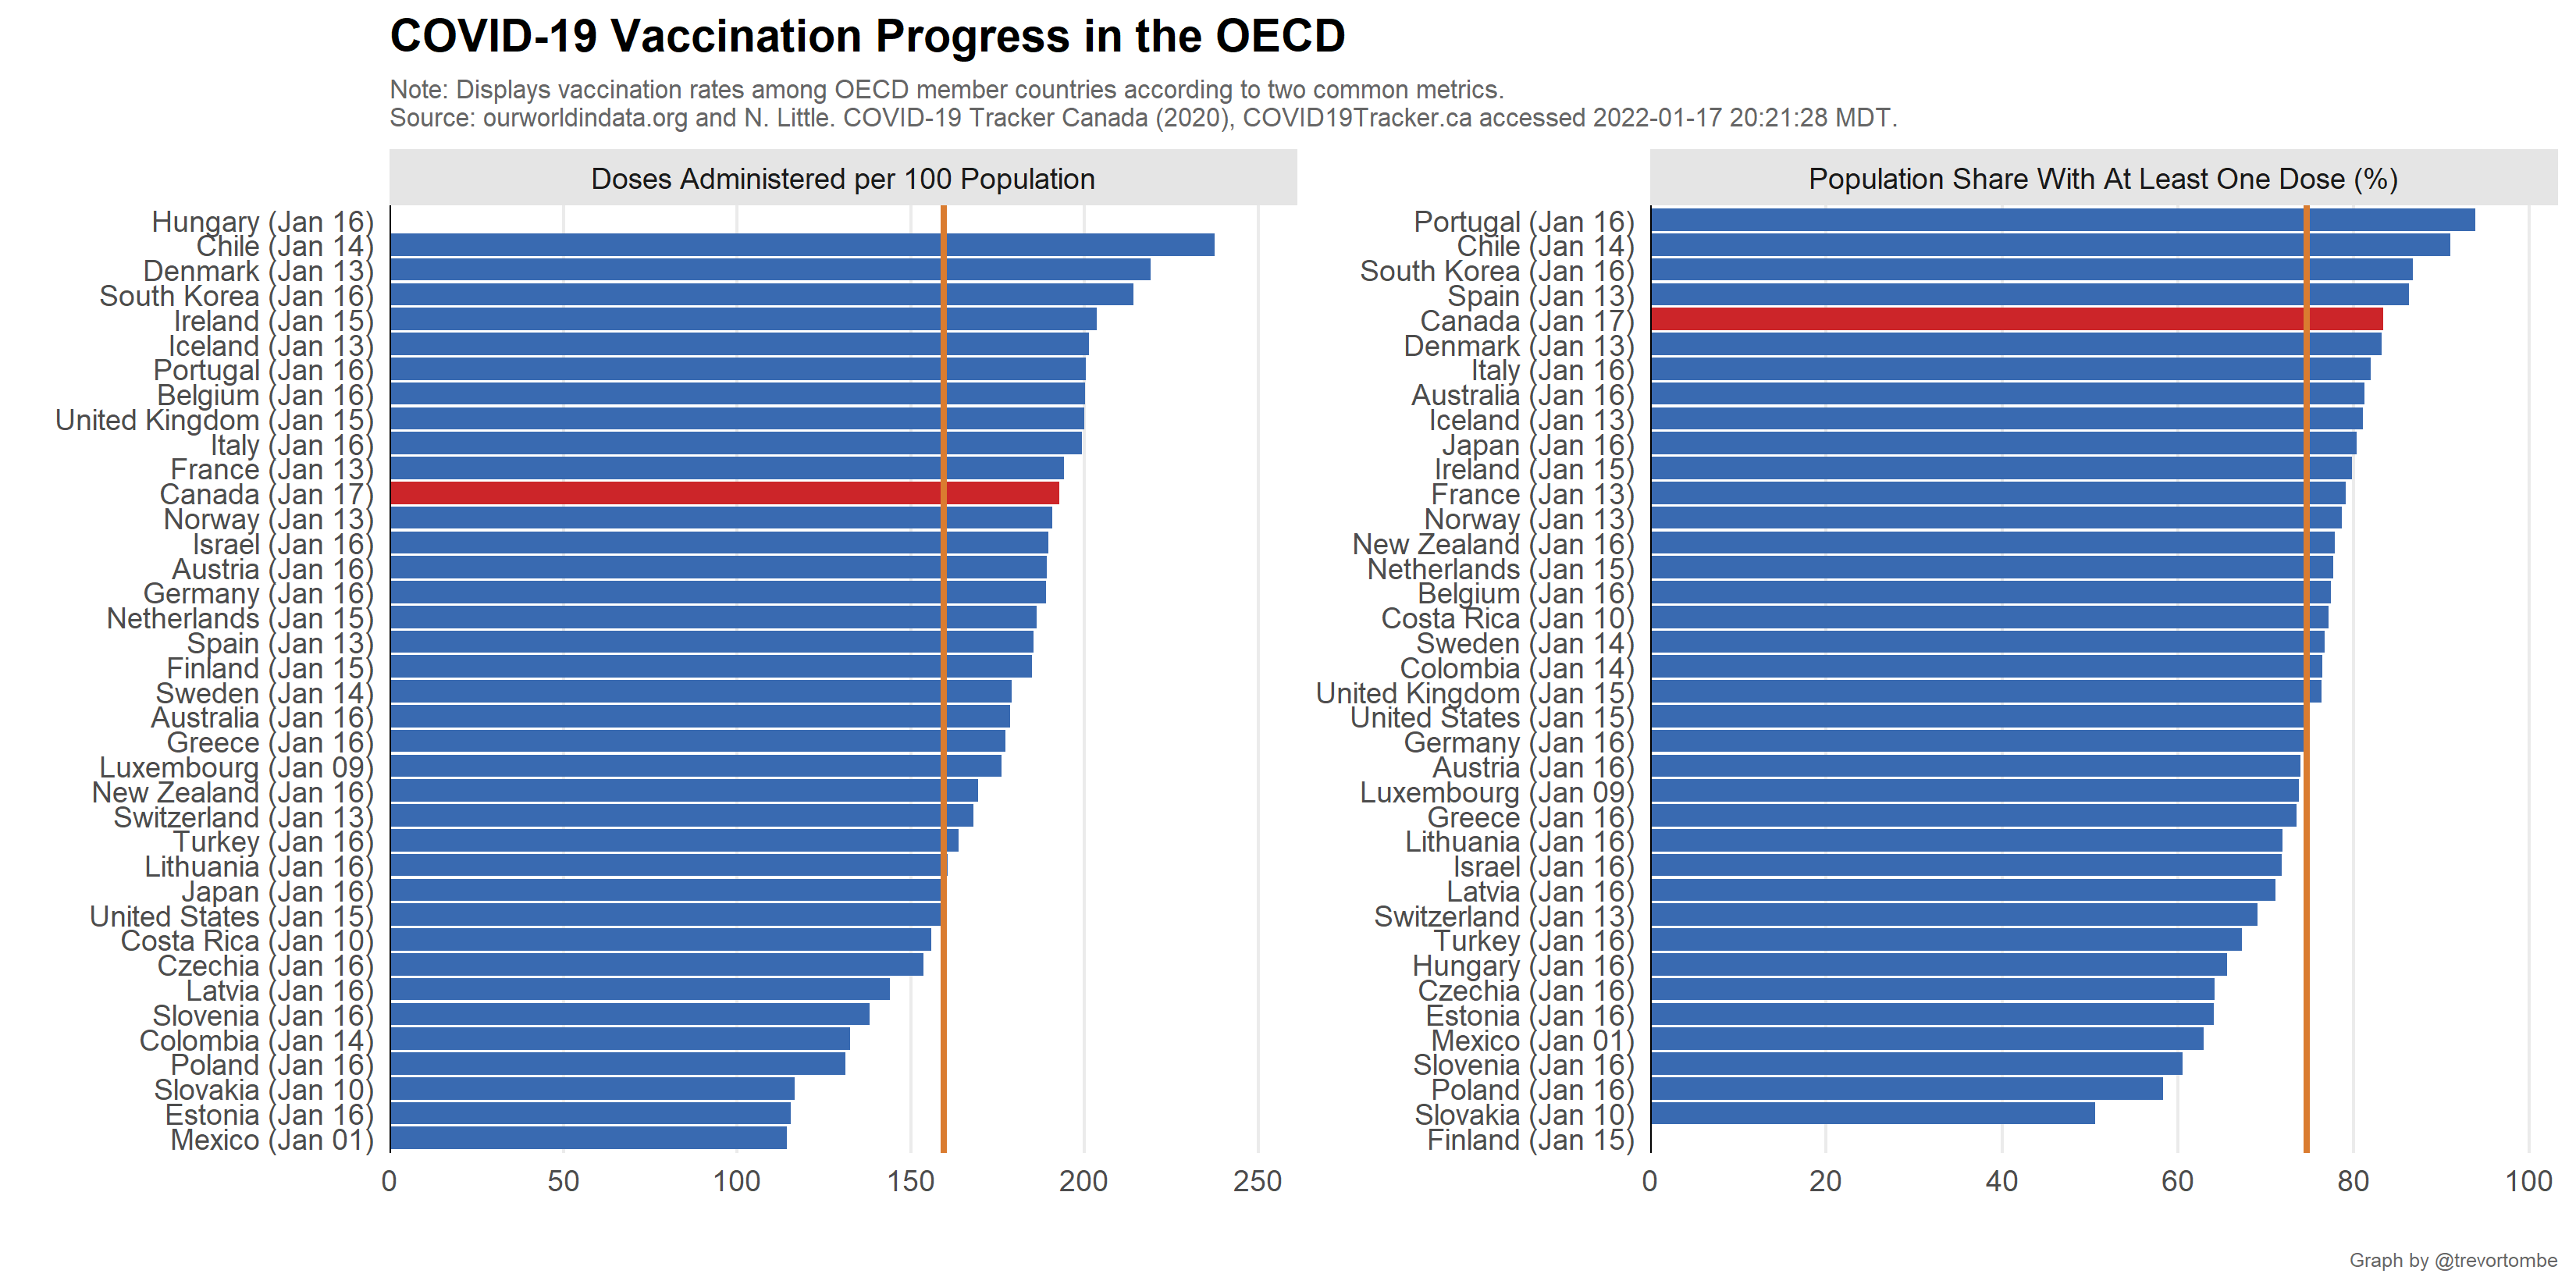 COVID-19 Vaccination Progress in the OECD
Note: Displays vaccination rates among OECD member countries according to two common metrics.
Source: ourworldindata.org and N. Little. COVID-19 Tracker Canada (2020), COVID19Tracker.ca accessed 2022-01-17 20:21:28 MDT.
Doses Administered per 100 Population
Hungary (Jan 16)
Chile (Jan 14)
Denmark (Jan 13)
South Korea (Jan 16)
Ireland (Jan 15)
Iceland (Jan 13)
Portugal (Jan 16)
Belgium (Jan 16)
United Kingdom (Jan 15)
Italy (Jan 16)
France (Jan 13)
Canada (Jan 17)
Norway (Jan 13)
Israel (Jan 16)
Austria (Jan 16)
Germany (Jan 16)
Netherlands (Jan 15)
Spain (Jan 13)
Finland (Jan 15)
Sweden (Jan 14)
Australia (Jan 16)
Greece (Jan 16)
Luxembourg (Jan 09)
New Zealand (Jan 16)
Switzerland (Jan 13)
Turkey (Jan 16)
Lithuania (Jan 16)
Japan (Jan 16)
United States (Jan 15)
Costa Rica (Jan 10)
Czechia (Jan 16)
Latvia (Jan 16)
Slovenia (Jan 16)
Colombia (Jan 14)
Poland (Jan 16)
Slovakia (Jan 10)
Estonia (Jan 16)
Mexico (Jan 01)
0 50 100 150 200 250
Population Share With At Least One Dose (%)
Portugal (Jan 16)
Chile (Jan 14)
South Korea (Jan 16)
Spain (Jan 13)
Canada (Jan 17)
Denmark (Jan 13)
Italy (Jan 16)
Australia (Jan 16)
Iceland (Jan 13)
Japan (Jan 16)
Ireland (Jan 15)
France (Jan 13)
Norway (Jan 13)
New Zealand (Jan 16)
Netherlands (Jan 15)
Belgium (Jan 16)
Costa Rica (Jan 10)
Sweden (Jan 14)
Colombia (Jan 14)
United Kingdom (Jan 15)
United States (Jan 15)
Germany (Jan 16)
Austria (Jan 16)
Luxembourg (Jan 09)
Greece (Jan 16)
Lithuania (Jan 16)
Israel (Jan 16)
Latvia (Jan 16)
Switzerland (Jan 13)
Turkey (Jan 16)
Hungary (Jan 16)
Czechia (Jan 16)
Estonia (Jan 16)
Mexico (Jan 01)
Slovenia (Jan 16)
Poland (Jan 16)
Slovakia (Jan 10)
Finland (Jan 15)
0 20 40 60 80 100
Graph by @trevortombe